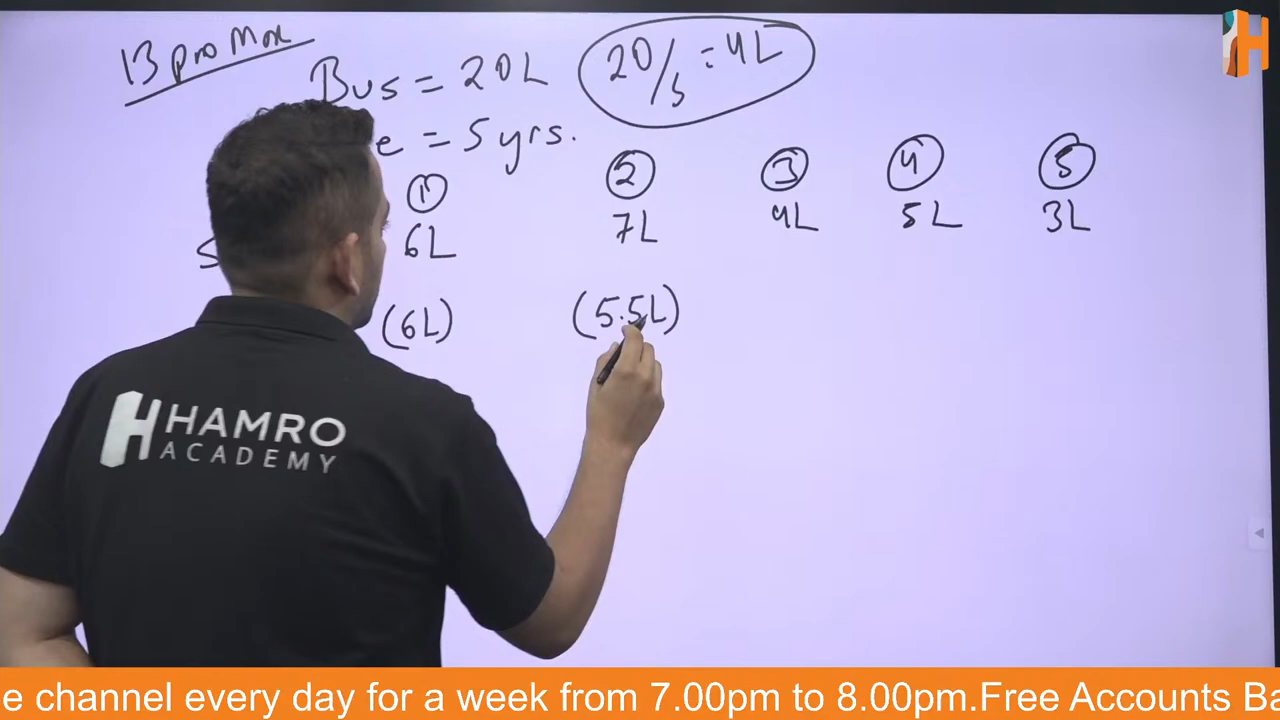 13 pro Max
Bus = 20L
20/5 = 4L
e = 5 yrs.
1 2 3 4 5
S 6L 7L 4L 5L 3L
(6L) (5.5L)
HAMRO
ACADEMY
e channel every day for a week from 7.00pm to 8.00pm.Free Accounts Ba